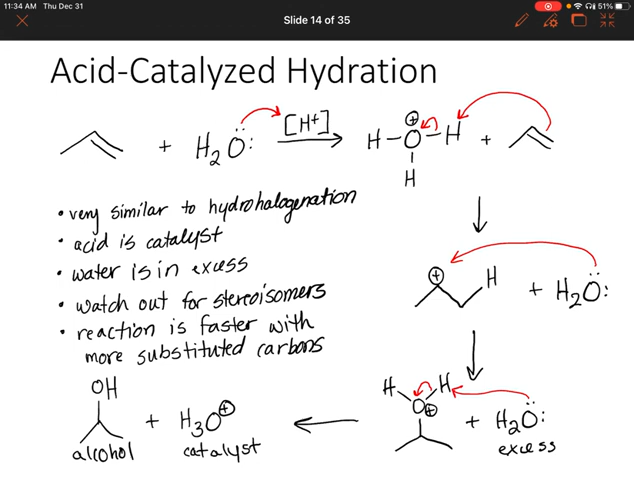 11:34 AM Thu Dec 31
51%
Slide 14 of 35
Acid-Catalyzed Hydration
+ H₂O: [H+] H-O-H +
⊕
H
• very similar to hydrohalogenation
• acid is catalyst
• water is in excess
• watch out for stereoisomers
• reaction is faster with
more substituted carbons
⊕ H + H₂O:
OH + H₃O⊕
alcohol catalyst
H O H ⊕ + H₂O:
excess